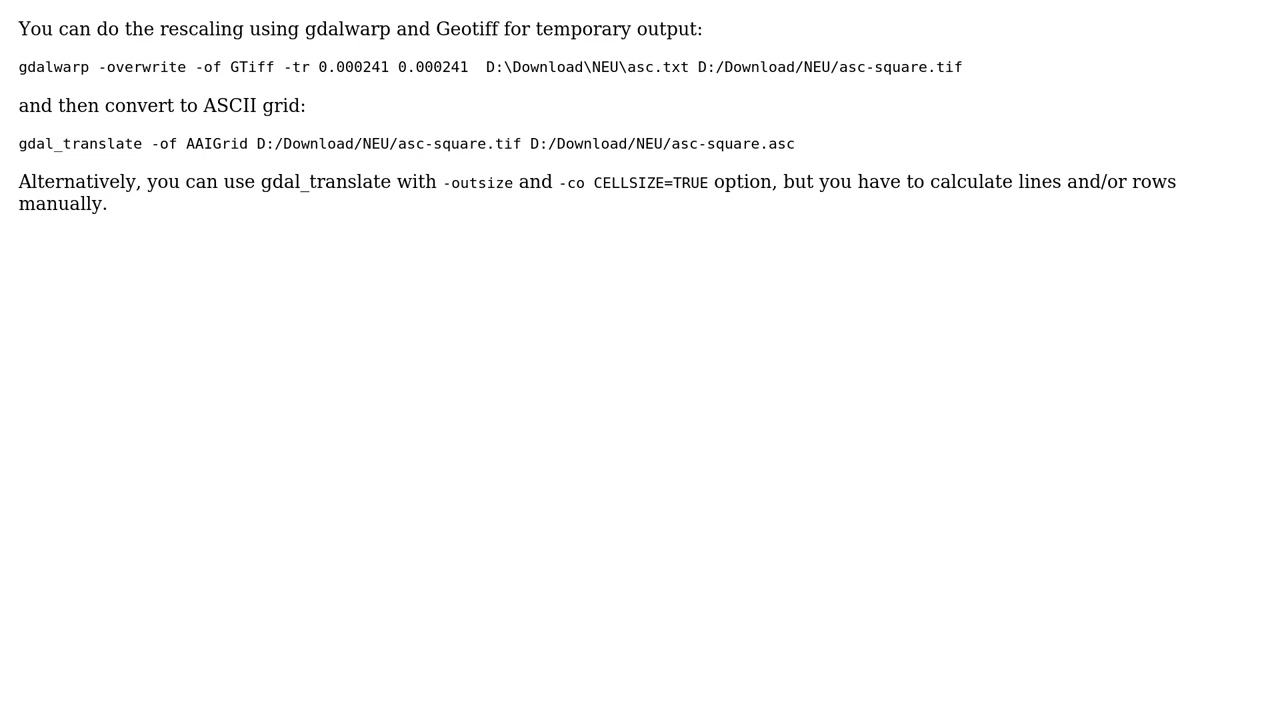 You can do the rescaling using gdalwarp and Geotiff for temporary output:
gdalwarp -overwrite -of GTiff -tr 0.000241 0.000241  D:\Download\NEU\asc.txt D:/Download/NEU/asc-square.tif
and then convert to ASCII grid:
gdal_translate -of AAIGrid D:/Download/NEU/asc-square.tif D:/Download/NEU/asc-square.asc
Alternatively, you can use gdal_translate with -outsize and -co CELLSIZE=TRUE option, but you have to calculate lines and/or rows
manually.